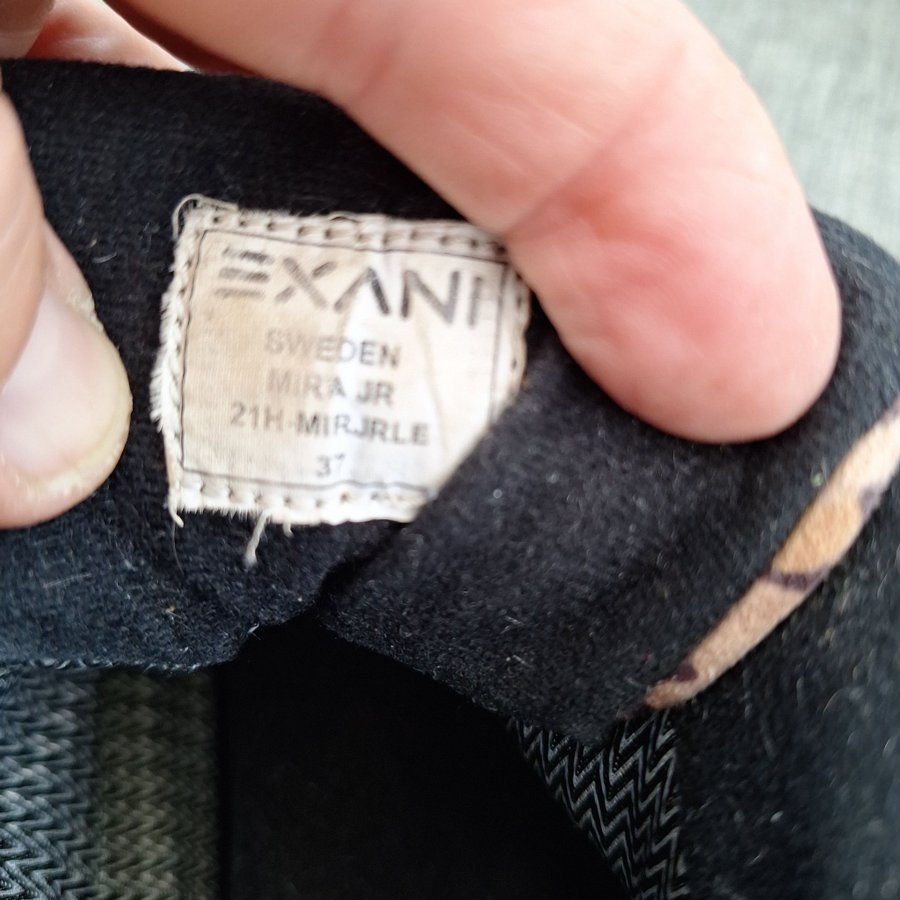 EXANI
SWEDEN
MIRA JR
21H-MIRJRLE
37